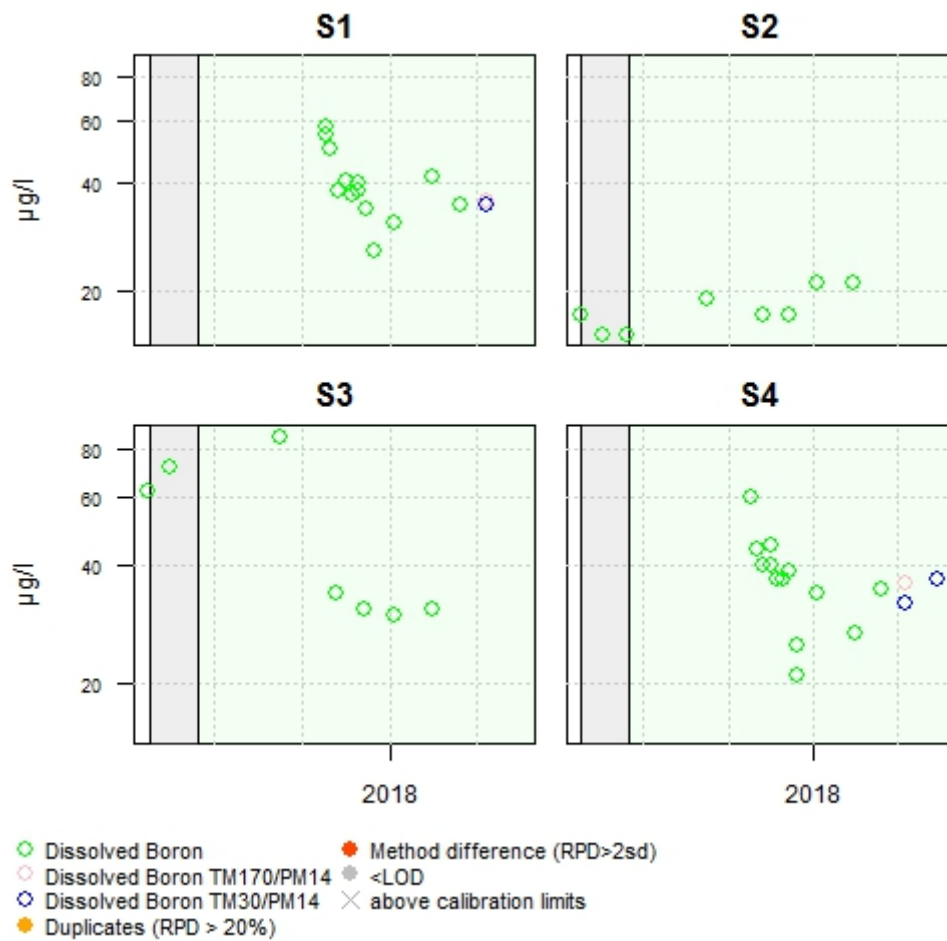 S1
S2
80
60
40
20
µg/l
S3
S4
80
60
40
20
µg/l
2018
2018
Dissolved Boron
Method difference (RPD>2sd)
Dissolved Boron TM170/PM14
<LOD
Dissolved Boron TM30/PM14
above calibration limits
Duplicates (RPD > 20%)